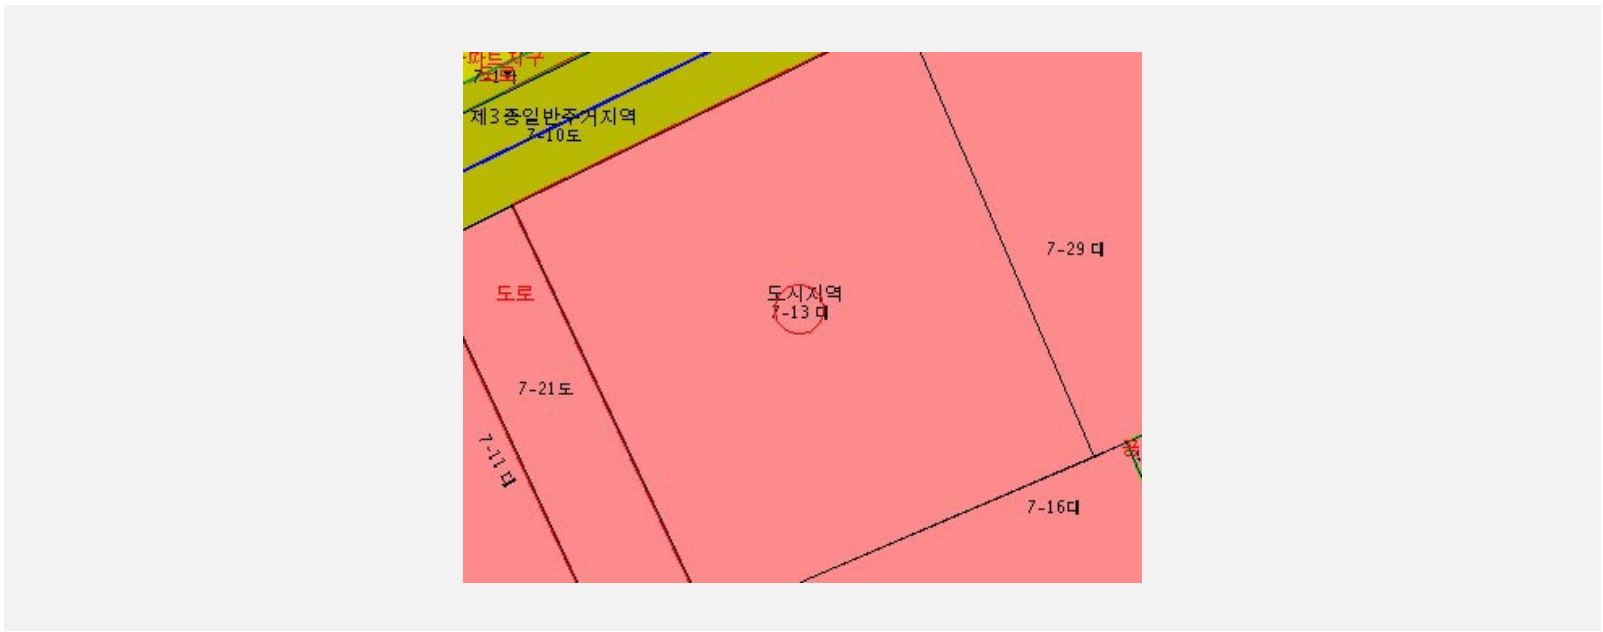 제3종일반주거지역
7-10도
7-29 대
도로
도시지역
7-13 대
7-21도
7-11 대
7-16대